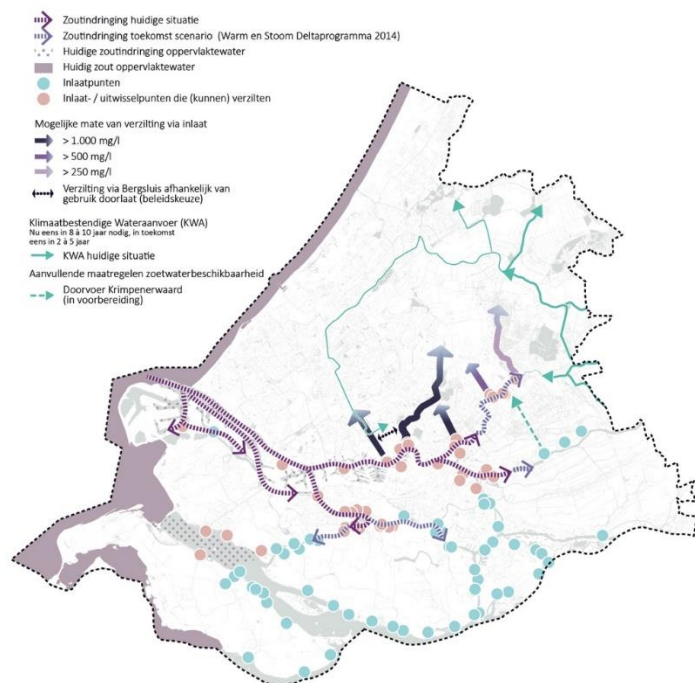 Zoutindringing huidige situatie
Zoutindringing toekomst scenario (Warm en Stoom Deltaprogramma 2014)
Huidige zoutindringing oppervlaktewater
Huidig zout oppervlaktewater
Inlaatpunten
Inlaat- / uitwisselpunten die (kunnen) verzilten
Mogelijke mate van verzilting via inlaat
> 1.000 mg/l
> 500 mg/l
> 250 mg/l
Verzilting via Bergsluis afhankelijk van
gebruik doorlaat (beleidskeuze)
Klimaatbestendige Wateraanvoer (KWA)
Nu eens in 8 à 10 jaar nodig, in toekomst
eens in 2 à 5 jaar
KWA huidige situatie
Aanvullende maatregelen zoetwaterbeschikbaarheid
Doorvoer Krimpenerwaard
(in voorbereiding)